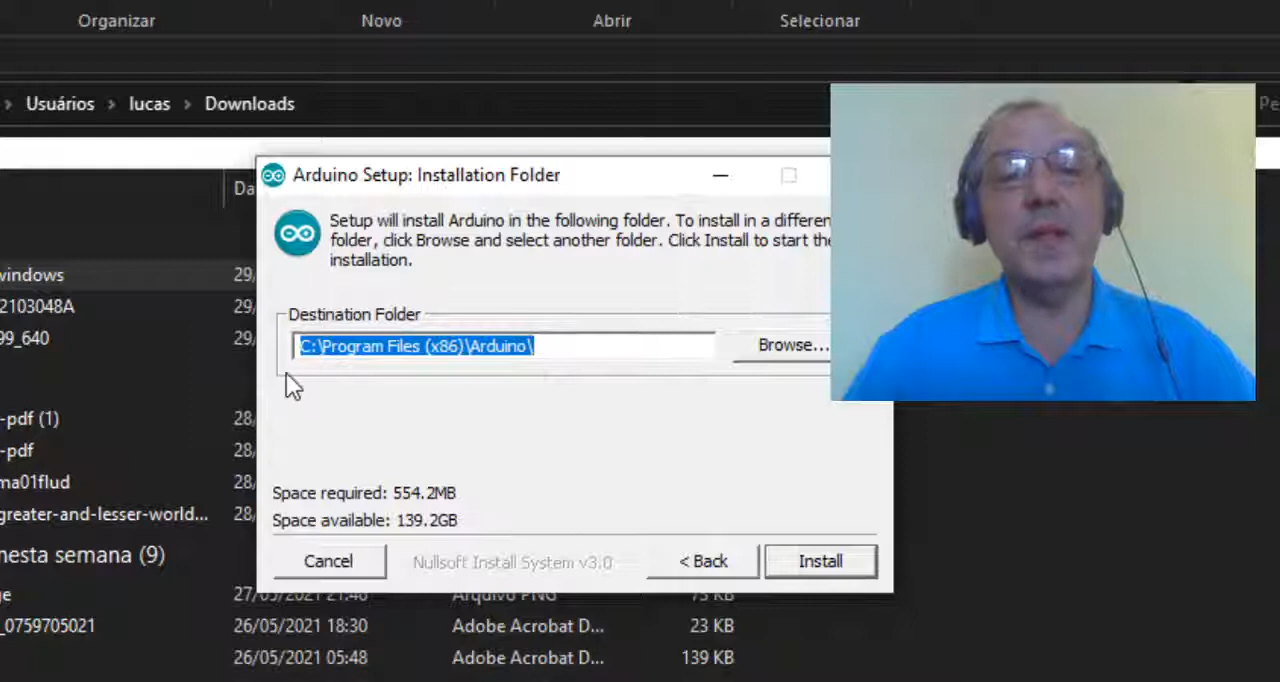 Organizar Novo Abrir Selecionar
Usuários > lucas > Downloads Pe
Da
Arduino Setup: Installation Folder
Setup will install Arduino in the following folder. To install in a differen
folder, click Browse and select another folder. Click Install to start the
installation.
windows 29/
2103048A 29/
99_640 29/
Destination Folder
C:\Program Files (x86)\Arduino\
Browse...
-pdf (1) 28/
-pdf 28/
ma01flud 28/
greater-and-lesser-world... 28/
Space required: 554.2MB
Space available: 139.2GB
nesta semana (9)
Cancel Nullsoft Install System v3.0 < Back Install
ge 27/05/2021 21:46 Arquivo PNG 73 KB
_0759705021 26/05/2021 18:30 Adobe Acrobat D... 23 KB
26/05/2021 05:48 Adobe Acrobat D... 139 KB